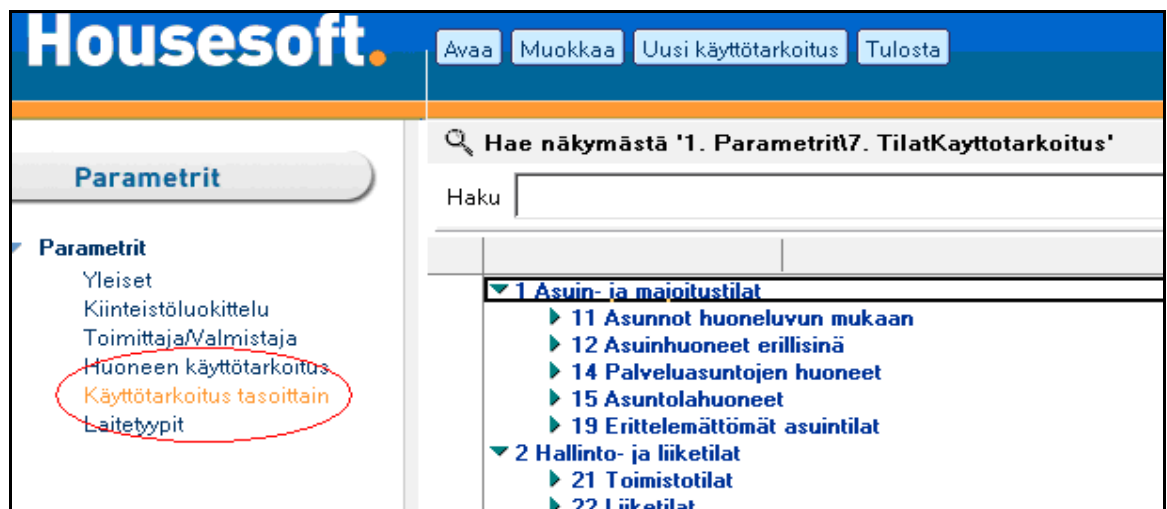 Housesoft.
Avaa Muokkaa Uusi käyttötarkoitus Tulosta
Parametrit
Parametrit
Yleiset
Kiinteistöluokittelu
Toimittaja/Valmistaja
Huoneen käyttötarkoitus
Käyttötarkoitus tasoittain
Laitetyypit
Hae näkymästä '1. Parametrit\7. TilatKayttotarkoitus'
Haku
1 Asuin- ja majoitustilat
11 Asunnot huoneluvun mukaan
12 Asuinhuoneet erillisinä
14 Palveluasuntojen huoneet
15 Asuntolahuoneet
19 Erittelemättömät asuintilat
2 Hallinto- ja liiketilat
21 Toimistotilat
22 Liiketilat